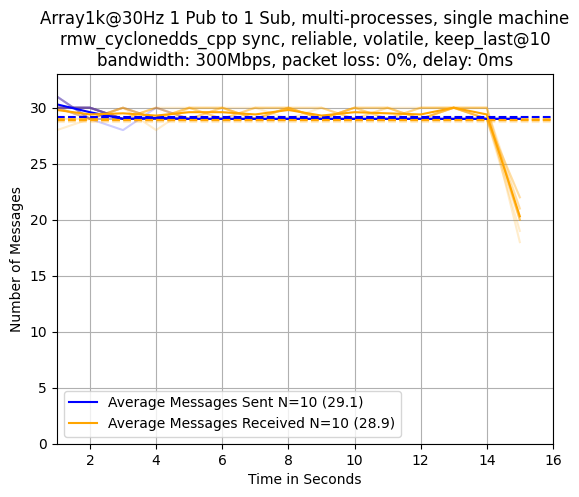 Array1k@30Hz 1 Pub to 1 Sub, multi-processes, single machine
rmw_cyclonedds_cpp sync, reliable, volatile, keep_last@10
bandwidth: 300Mbps, packet loss: 0%, delay: 0ms
30
25
20
15
10
5
0
Number of Messages
Average Messages Sent N=10 (29.1)
Average Messages Received N=10 (28.9)
2 4 6 8 10 12 14 16
Time in Seconds